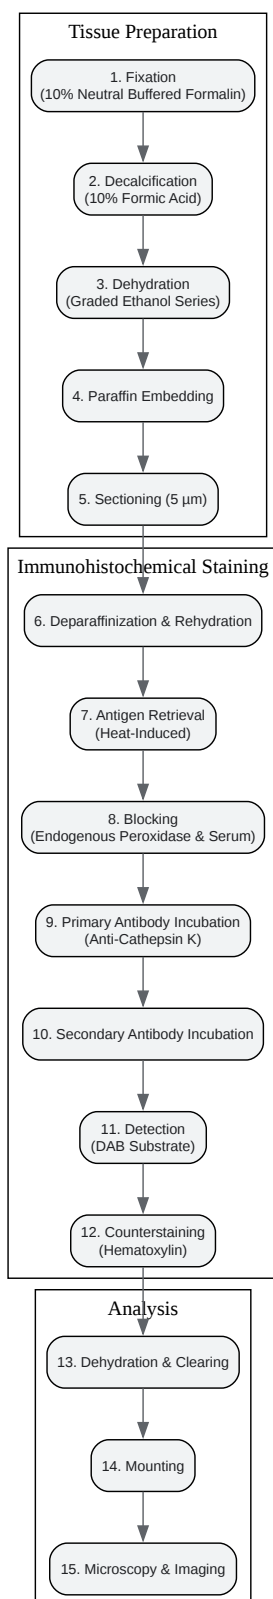 Tissue Preparation
1. Fixation
(10% Neutral Buffered Formalin)
2. Decalcification
(10% Formic Acid)
3. Dehydration
(Graded Ethanol Series)
4. Paraffin Embedding
5. Sectioning (5 µm)
Immunohistochemical Staining
6. Deparaffinization & Rehydration
7. Antigen Retrieval
(Heat-Induced)
8. Blocking
(Endogenous Peroxidase & Serum)
9. Primary Antibody Incubation
(Anti-Cathepsin K)
10. Secondary Antibody Incubation
11. Detection
(DAB Substrate)
12. Counterstaining
(Hematoxylin)
Analysis
13. Dehydration & Clearing
14. Mounting
15. Microscopy & Imaging